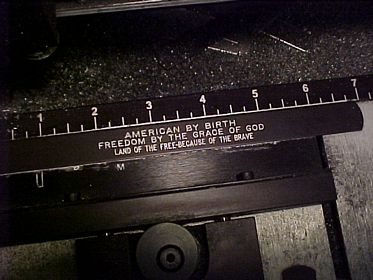 1 2 3 4 5 6 7
AMERICAN BY BIRTH
FREEDOM BY THE GRACE OF GOD
LAND OF THE FREE-BECAUSE OF THE BRAVE
M